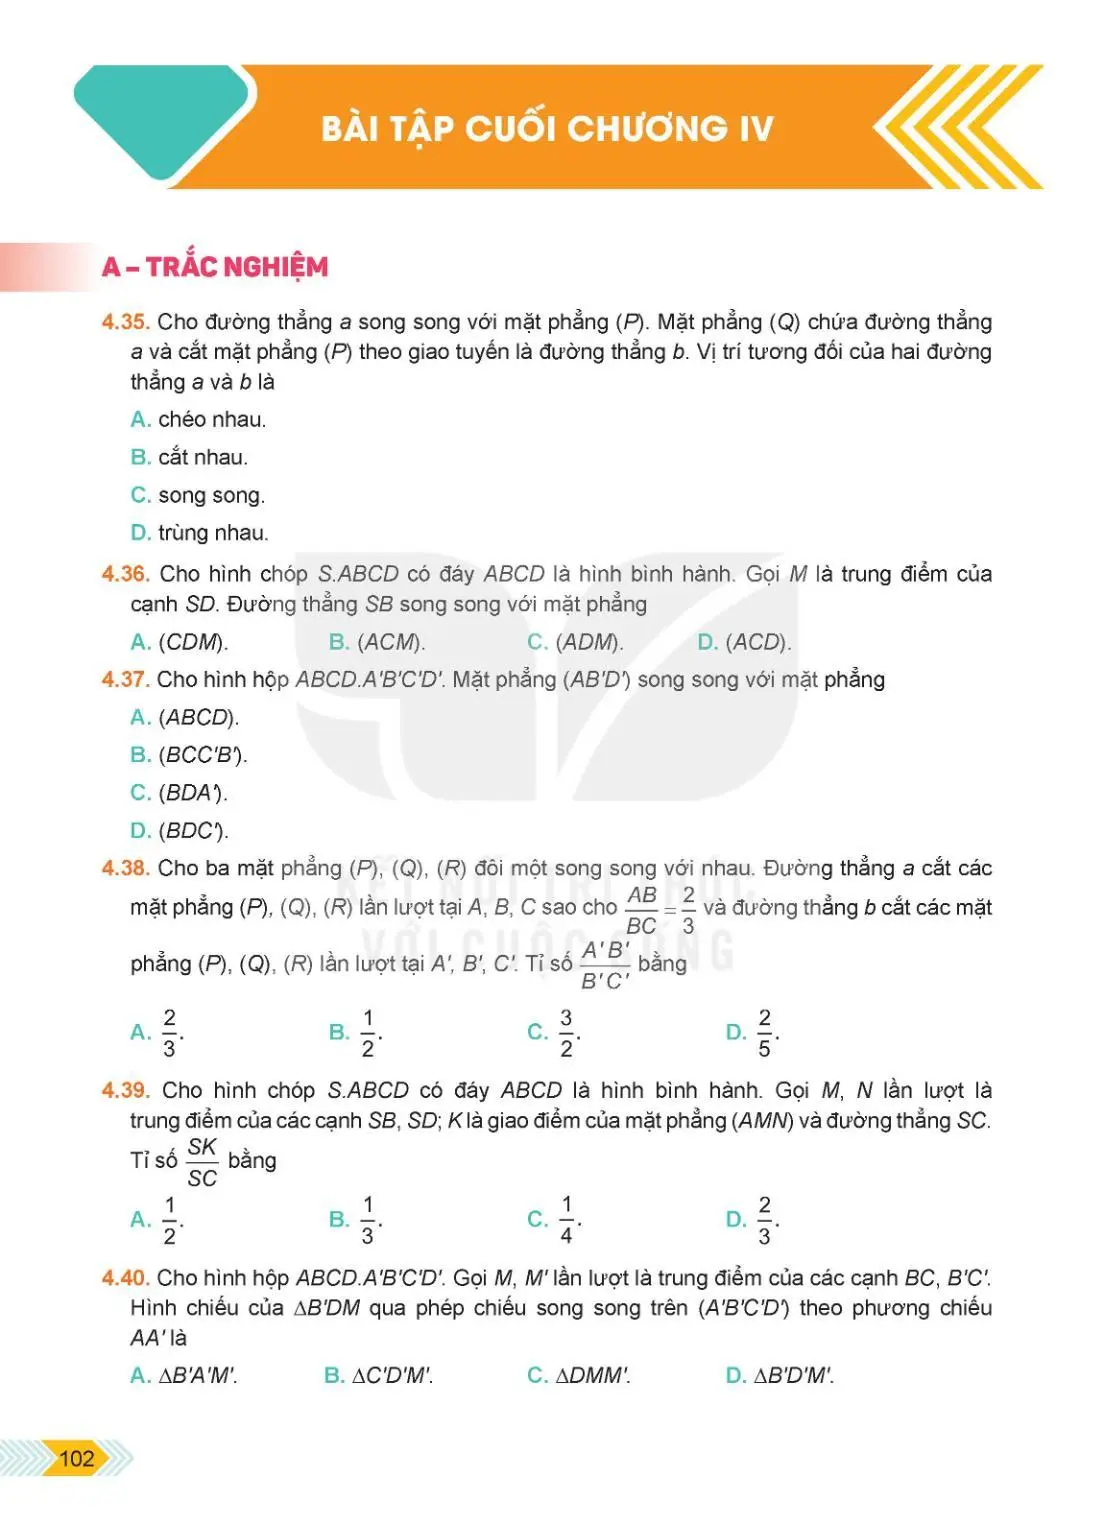 BÀI TẬP CUỐI CHƯƠNG IV
A – TRẮC NGHIỆM
4.35. Cho đường thẳng a song song với mặt phẳng (P). Mặt phẳng (Q) chứa đường thẳng
a và cắt mặt phẳng (P) theo giao tuyến là đường thẳng b. Vị trí tương đối của hai đường
thẳng a và b là
A. chéo nhau.
B. cắt nhau.
C. song song.
D. trùng nhau.
4.36. Cho hình chóp S.ABCD có đáy ABCD là hình bình hành. Gọi M là trung điểm của
cạnh SD. Đường thẳng SB song song với mặt phẳng
A. (CDM). B. (ACM). C. (ADM). D. (ACD).
4.37. Cho hình hộp ABCD.A'B'C'D'. Mặt phẳng (AB'D') song song với mặt phẳng
A. (ABCD).
B. (BCC'B').
C. (BDA').
D. (BDC').
4.38. Cho ba mặt phẳng (P), (Q), (R) đôi một song song với nhau. Đường thẳng a cắt các
mặt phẳng (P), (Q), (R) lần lượt tại A, B, C sao cho AB/BC = 2/3 và đường thẳng b cắt các mặt
phẳng (P), (Q), (R) lần lượt tại A', B', C'. Tỉ số A'B'/B'C' bằng
A. 2/3. B. 1/2. C. 3/2. D. 2/5.
4.39. Cho hình chóp S.ABCD có đáy ABCD là hình bình hành. Gọi M, N lần lượt là
trung điểm của các cạnh SB, SD; K là giao điểm của mặt phẳng (AMN) và đường thẳng SC.
Tỉ số SK/SC bằng
A. 1/2. B. 1/3. C. 1/4. D. 2/3.
4.40. Cho hình hộp ABCD.A'B'C'D'. Gọi M, M' lần lượt là trung điểm của các cạnh BC, B'C'.
Hình chiếu của ∆B'DM qua phép chiếu song song trên (A'B'C'D') theo phương chiếu
AA' là
A. ∆B'A'M'. B. ∆C'D'M'. C. ∆DMM'. D. ∆B'D'M'.
KẾT NỐI TRI THỨC
VỚI CUỘC SỐNG
102